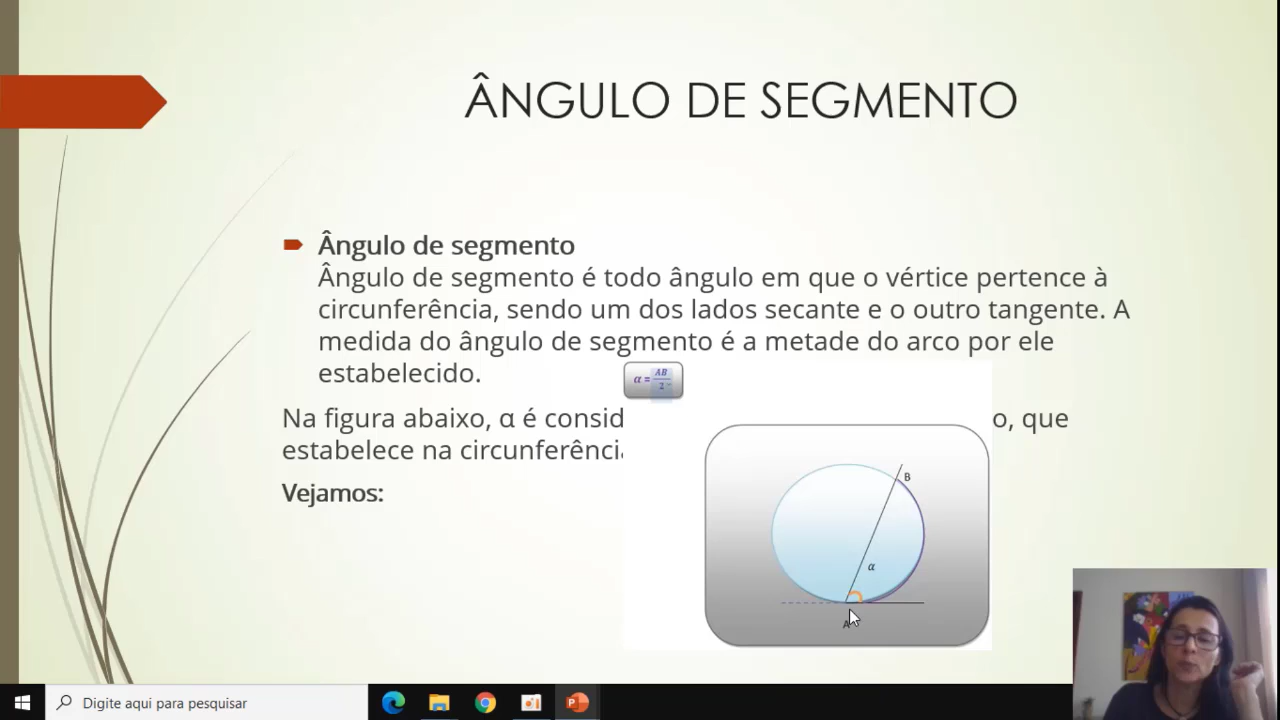 ÂNGULO DE SEGMENTO
Ângulo de segmento
Ângulo de segmento é todo ângulo em que o vértice pertence à
circunferência, sendo um dos lados secante e o outro tangente. A
medida do ângulo de segmento é a metade do arco por ele
estabelecido.
α = AB
2
Na figura abaixo, α é consid o, que
estabelece na circunferênci
Vejamos:
B
α
A
Digite aqui para pesquisar